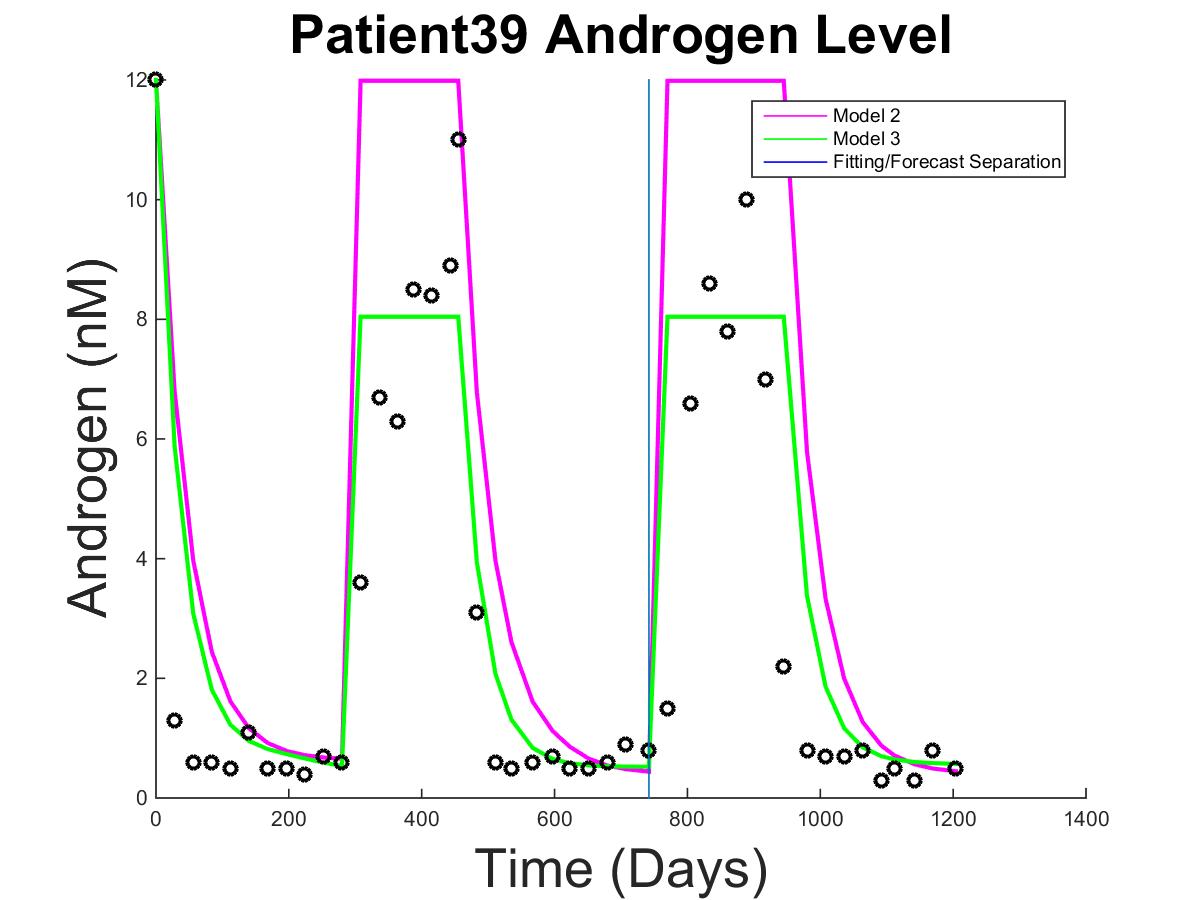 Patient39 Androgen Level
Model 2
Model 3
Fitting/Forecast Separation
Androgen (nM)
12
10
8
6
4
2
0
0 200 400 600 800 1000 1200 1400
Time (Days)